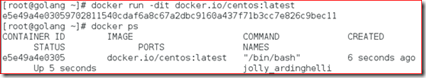 [root@golang ~]# docker run -dit docker.io/centos:latest
e5e49a4e03059702811540cdaf6a8c67a2dbc9160a437f71b3cc7e826c9bec11
[root@golang ~]# docker ps
CONTAINER ID IMAGE COMMAND CREATED
STATUS PORTS NAMES
e5e49a4e0305 docker.io/centos:latest "/bin/bash" 6 seconds ago
Up 5 seconds jolly_ardinghelli